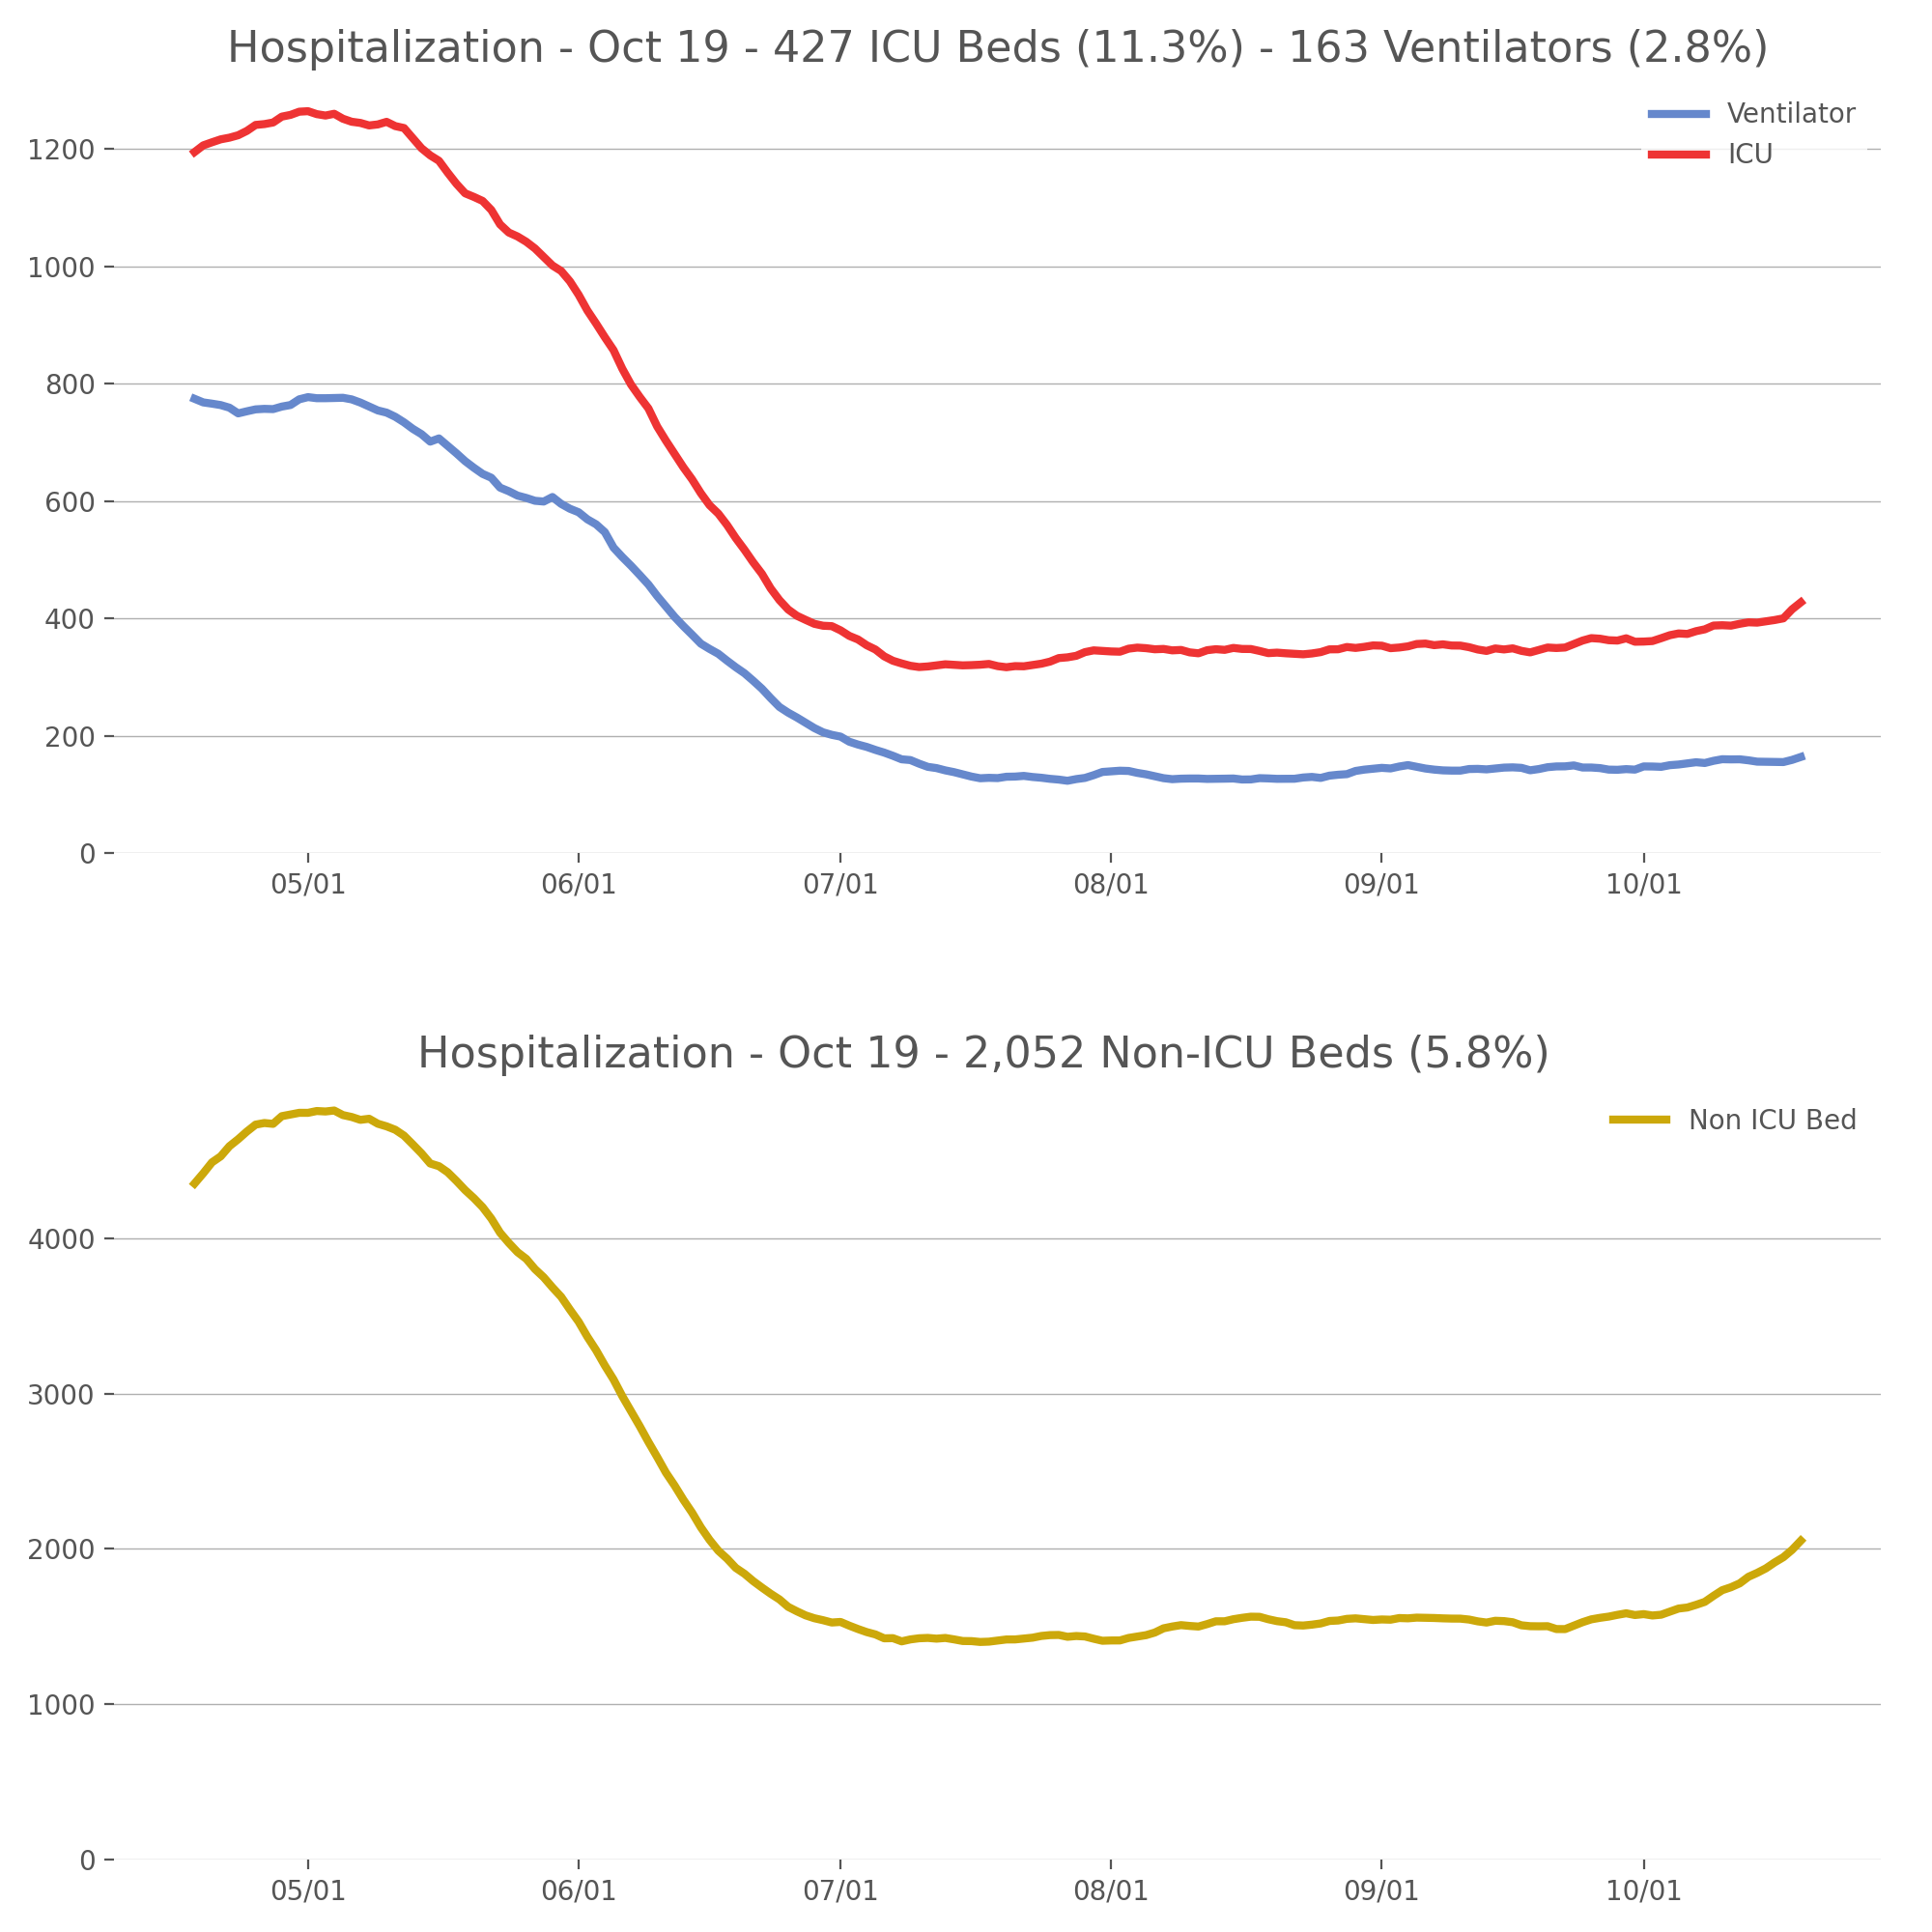 Hospitalization - Oct 19 - 427 ICU Beds (11.3%) - 163 Ventilators (2.8%)
Ventilator
ICU
1200
1000
800
600
400
200
0
05/01 06/01 07/01 08/01 09/01 10/01
Hospitalization - Oct 19 - 2,052 Non-ICU Beds (5.8%)
Non ICU Bed
4000
3000
2000
1000
0
05/01 06/01 07/01 08/01 09/01 10/01